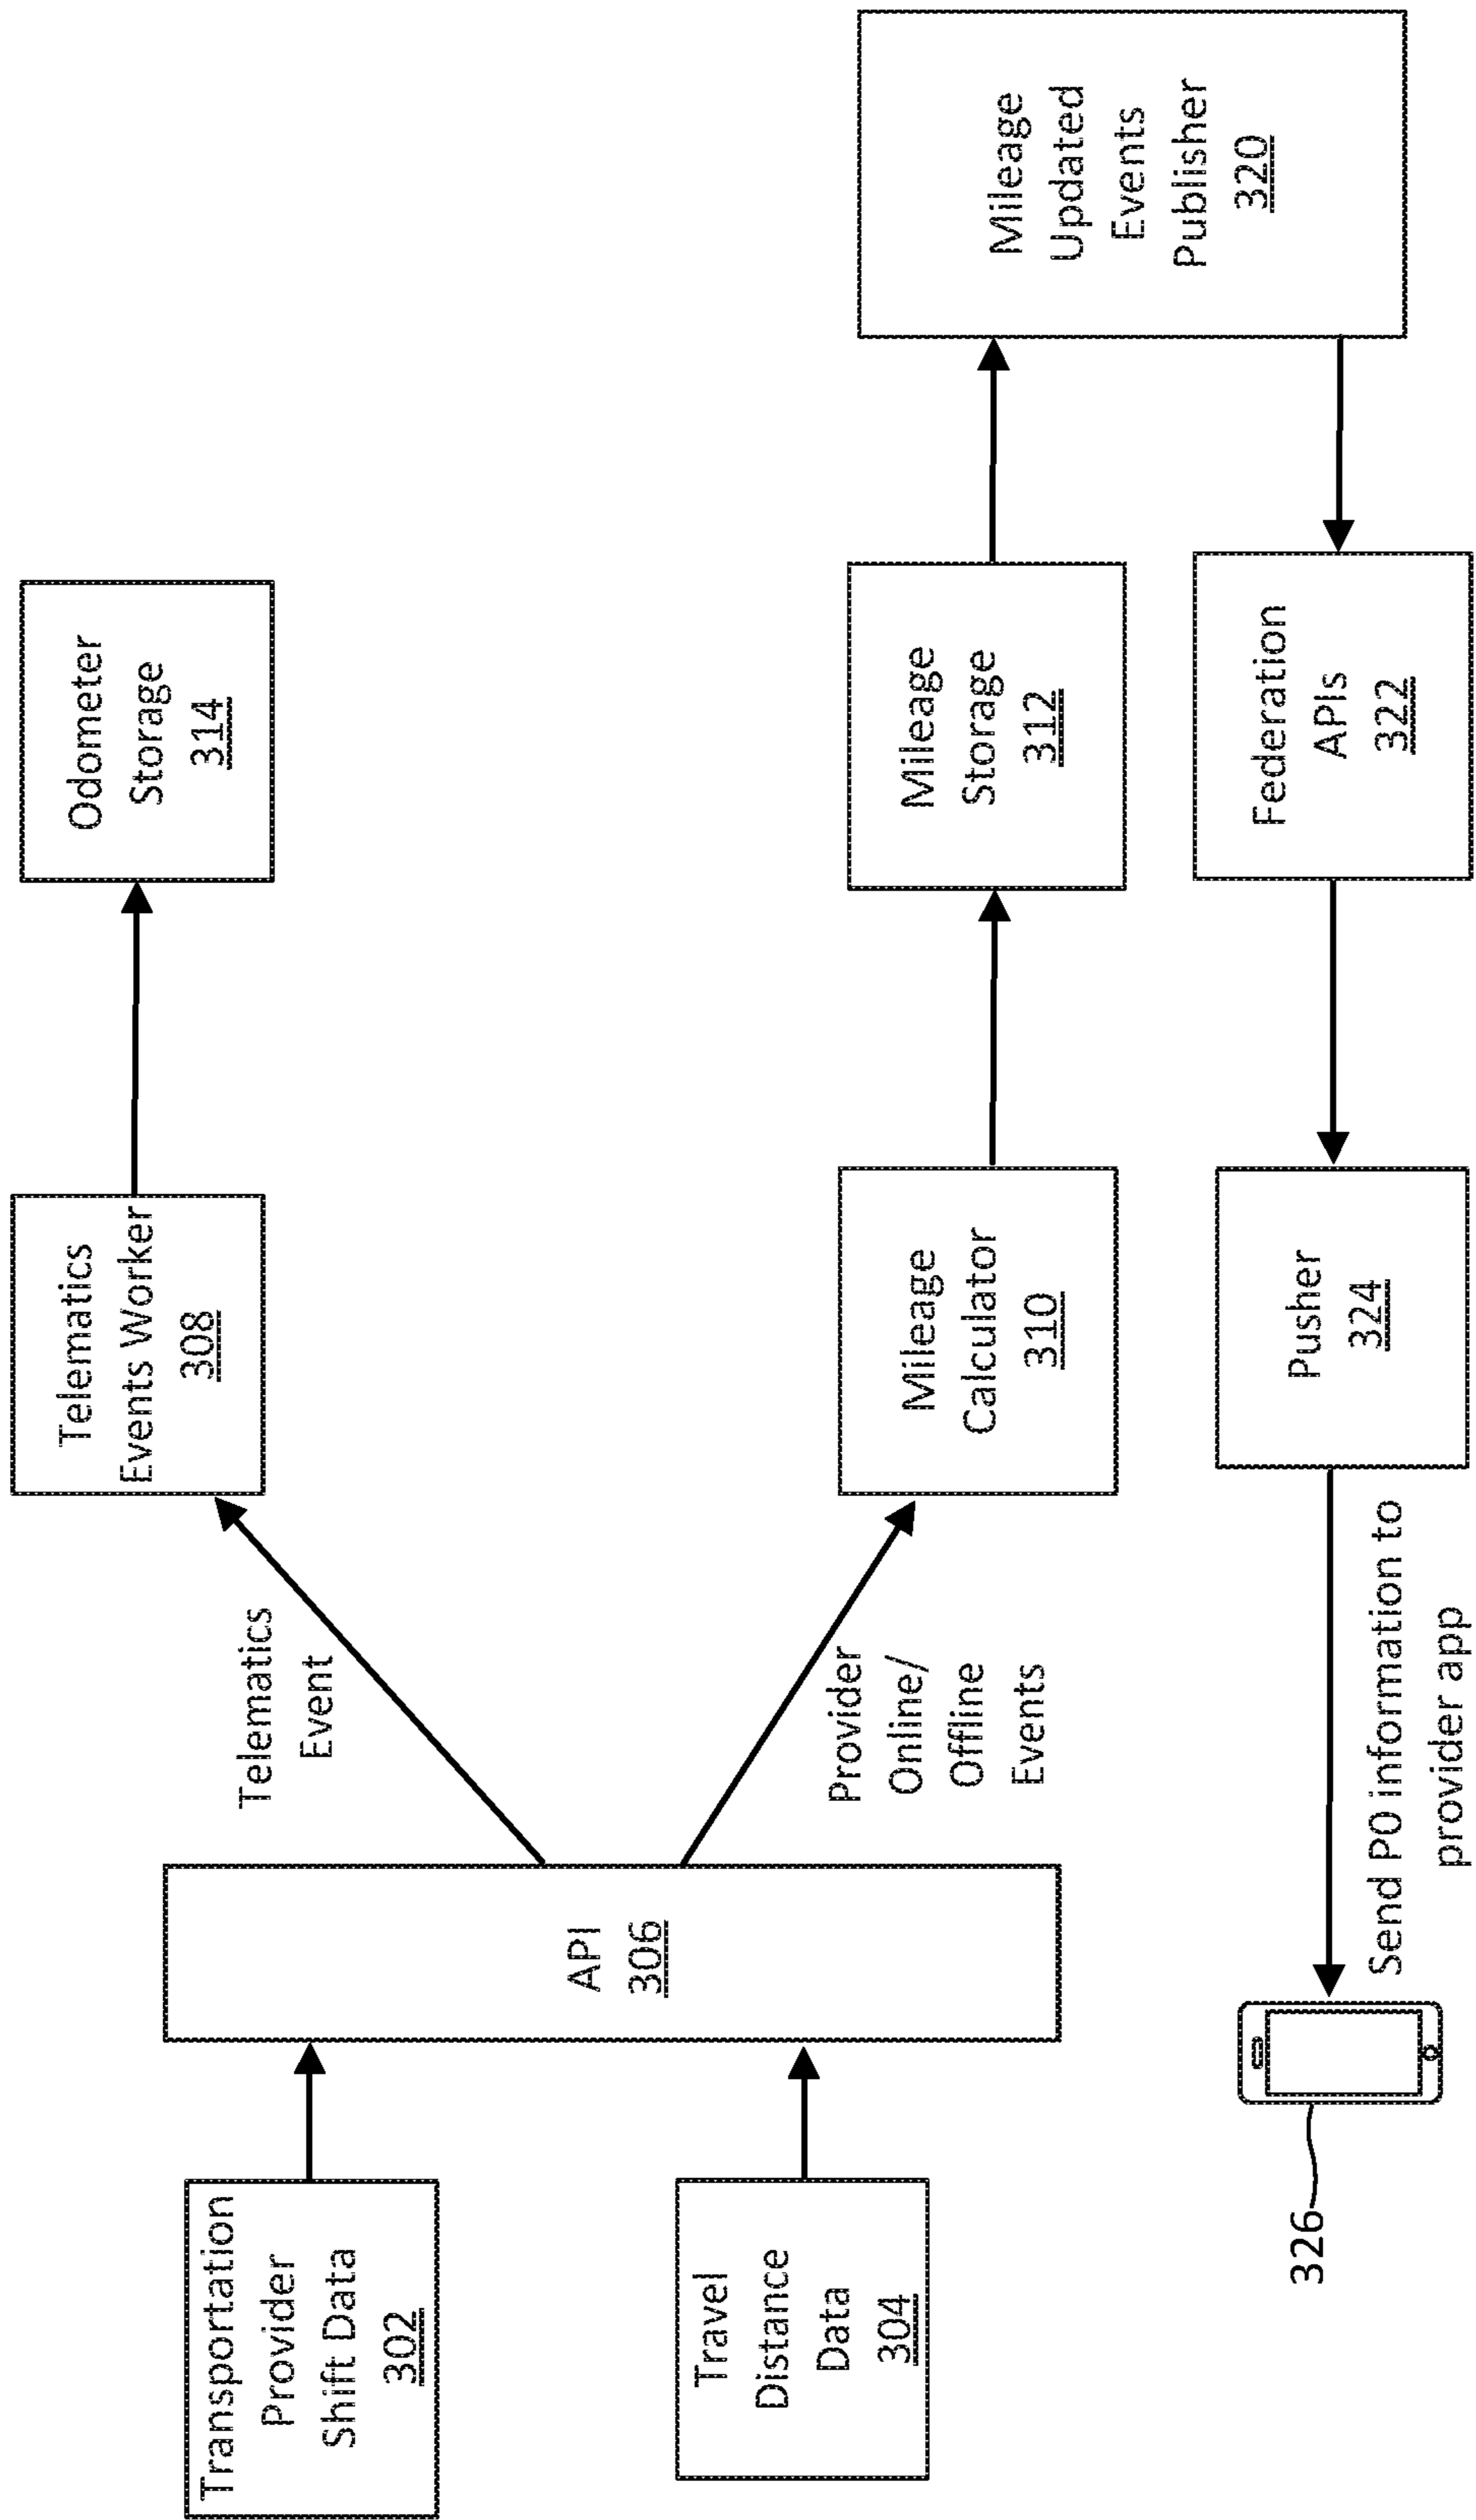 Transportation
Provider
Shift Data
302
Travel
Distance
Data
304
API
306
Telematics
Event
Provider
Online/
Offline
Events
Telematics
Events Worker
308
Odometer
Storage
314
Mileage
Calculator
310
Mileage
Storage
312
Mileage
Updated
Events
Publisher
320
Federation
APIs
322
Pusher
324
Send P0 information to
provider app
326